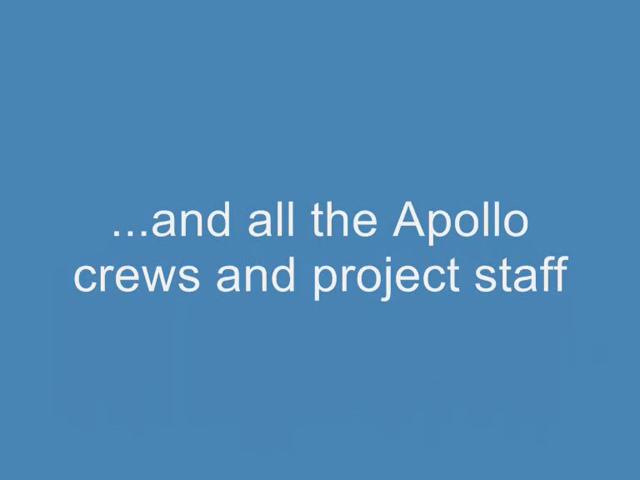 ...and all the Apollo
crews and project staff